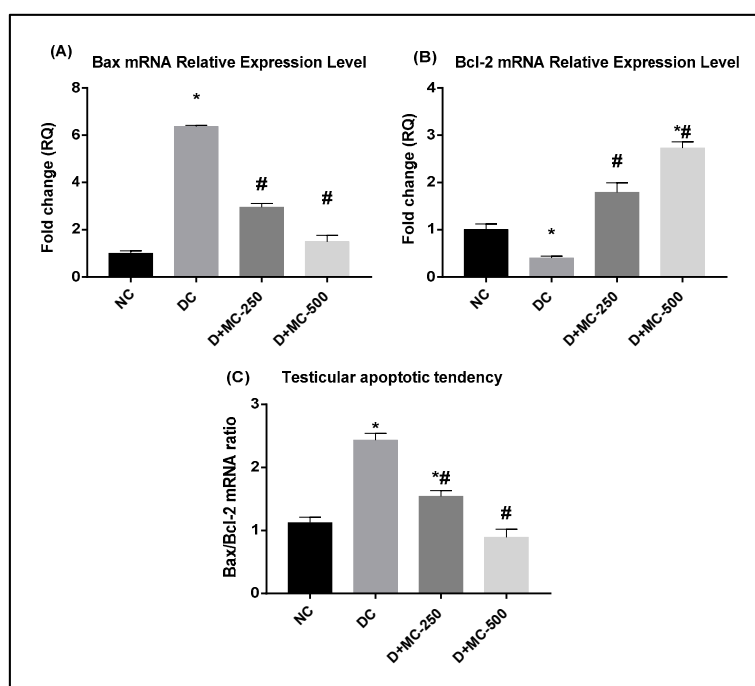 (A)
Bax mRNA Relative Expression Level
Fold change (RQ)
8
6
4
2
0
*
#
#
NC
DC
D+MC-250
D+MC-500
(B)
Bcl-2 mRNA Relative Expression Level
Fold change (RQ)
4
3
2
1
0
*
#
*#
NC
DC
D+MC-250
D+MC-500
(C)
Testicular apoptotic tendency
Bax/Bcl-2 mRNA ratio
3
2
1
0
*
*#
#
NC
DC
D+MC-250
D+MC-500